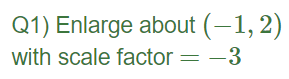 Q1) Enlarge about (−1, 2)
with scale factor = −3